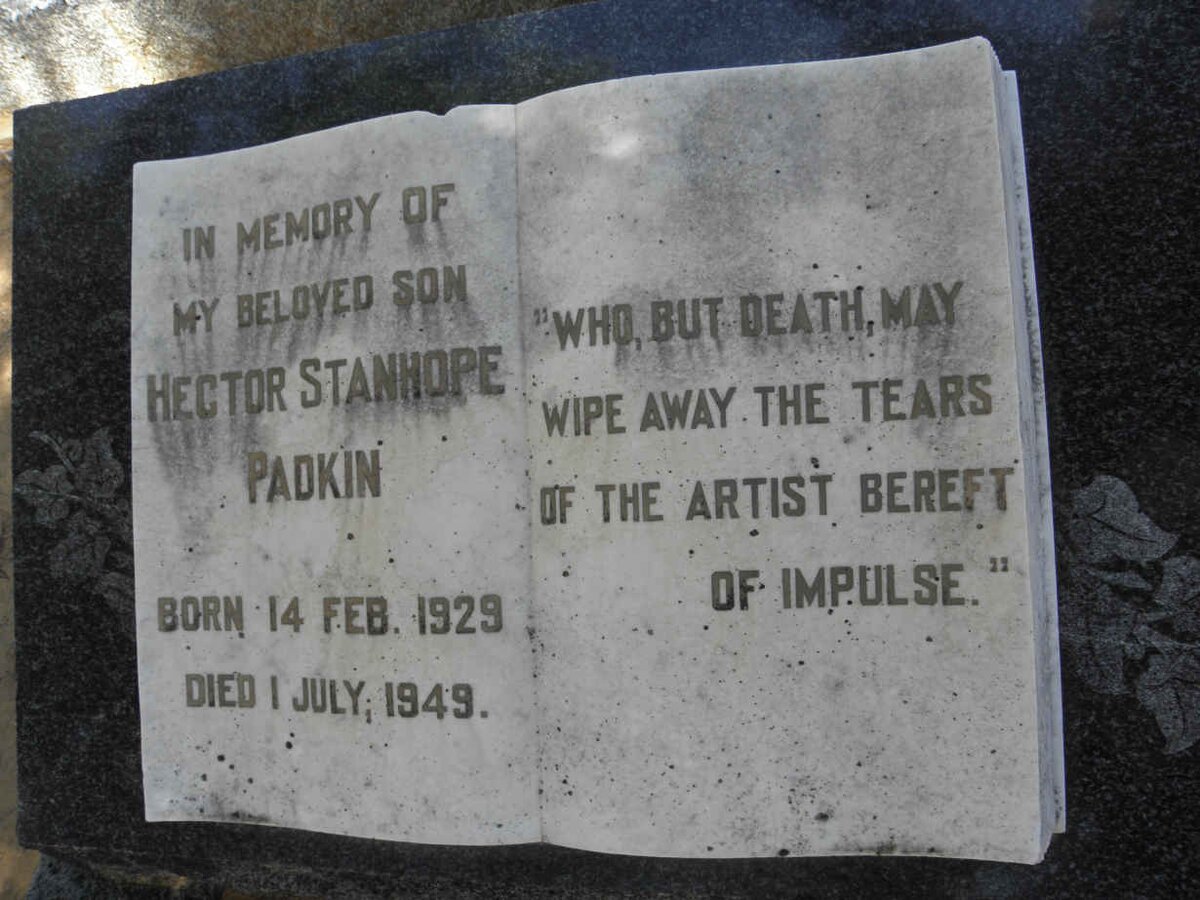 IN MEMORY OF
MY BELOVED SON
HECTOR STANHOPE
PADKIN
BORN 14 FEB. 1929
DIED 1 JULY, 1949.
"WHO, BUT DEATH, MAY
WIPE AWAY THE TEARS
OF THE ARTIST BEREFT
OF IMPULSE."